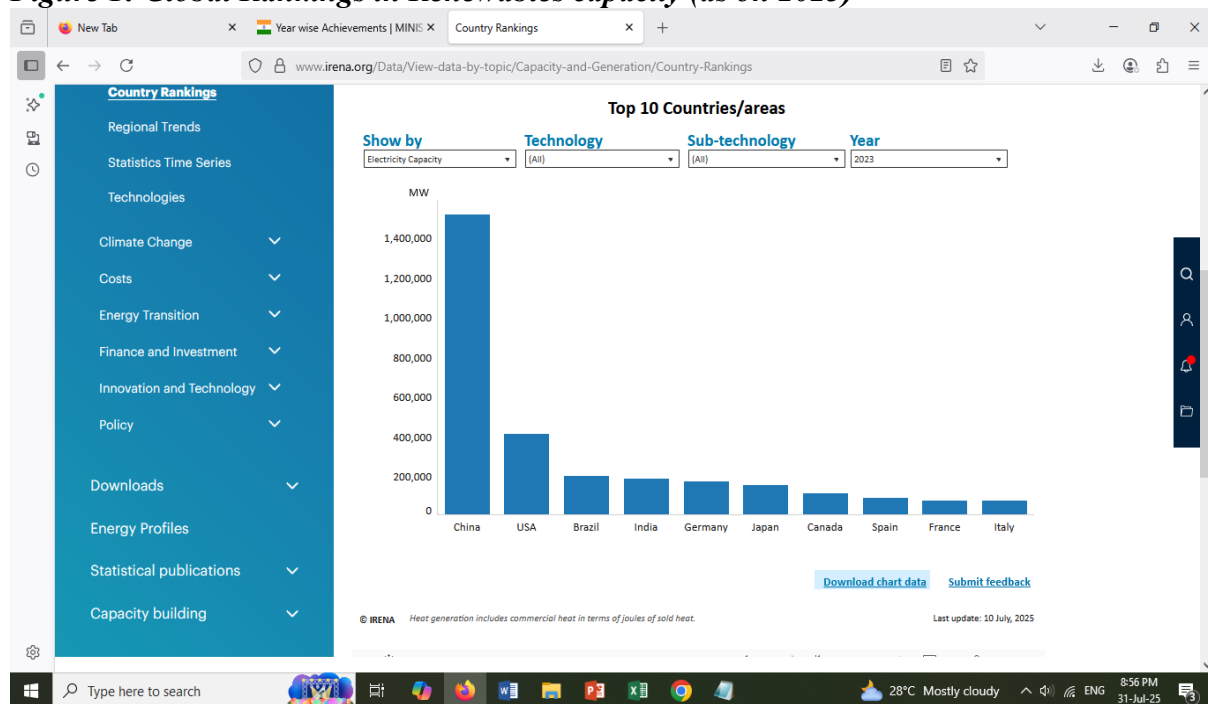 Figure 1: Global Rankings in Renewables capacity (as on 2023)
New Tab
Year wise Achievements | MINIS
Country Rankings
www.irena.org/Data/View-data-by-topic/Capacity-and-Generation/Country-Rankings
Country Rankings
Regional Trends
Statistics Time Series
Technologies
Climate Change
Costs
Energy Transition
Finance and Investment
Innovation and Technology
Policy
Downloads
Energy Profiles
Statistical publications
Capacity building
Top 10 Countries/areas
Show by Technology Sub-technology Year
Electricity Capacity (All) (All) 2023
MW
1,400,000
1,200,000
1,000,000
800,000
600,000
400,000
200,000
0
China USA Brazil India Germany Japan Canada Spain France Italy
Download chart data Submit feedback
© IRENA Heat generation includes commercial heat in terms of joules of sold heat. Last update: 10 July, 2025
Type here to search
28°C Mostly cloudy
ENG
8:56 PM
31-Jul-25
3